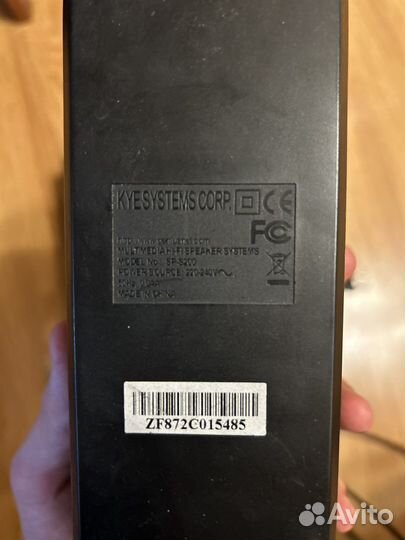 KYE SYSTEMS CORP.
CE
FC
MULTIMEDIA HI-FI SPEAKER SYSTEMS
MODEL No.: SP-S200
POWER SOURCE: 220-240V~
50Hz
MADE IN CHINA
ZF872C015485
Avito